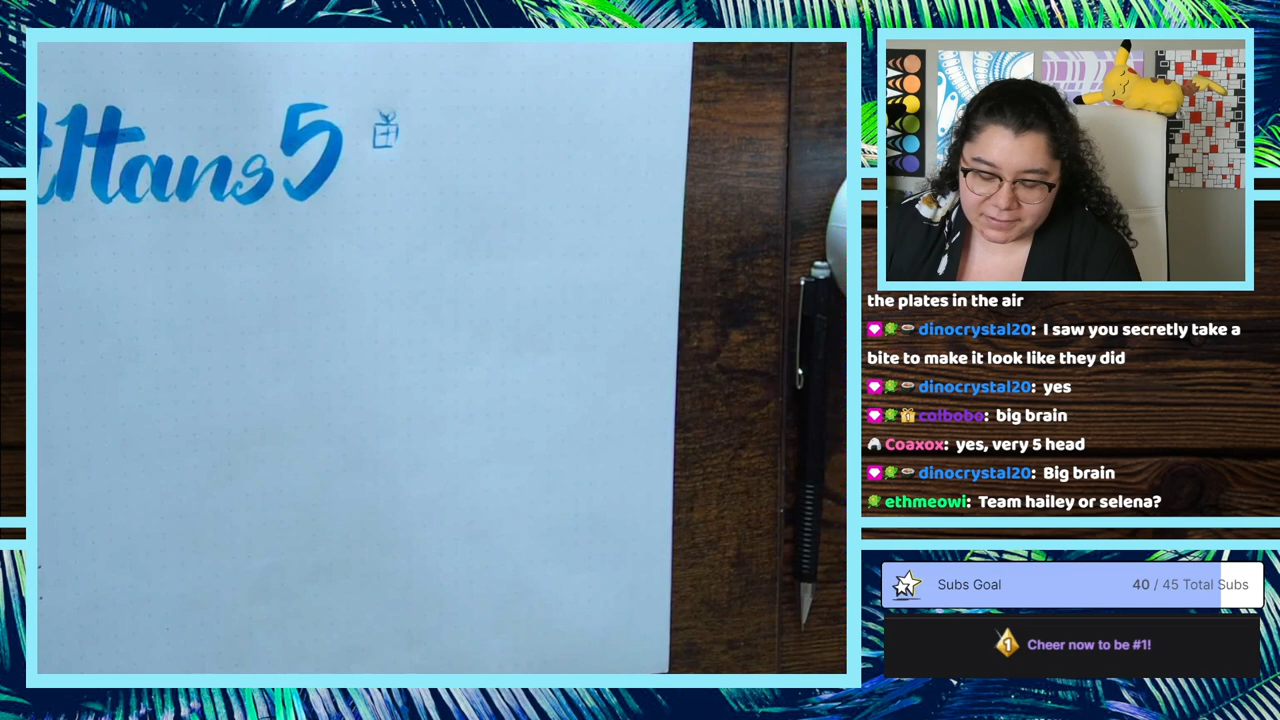 tHans5
the plates in the air
dinocrystal20: I saw you secretly take a
bite to make it look like they did
dinocrystal20: yes
colbobo: big brain
Coaxox: yes, very 5 head
dinocrystal20: Big brain
ethmeowi: Team hailey or selena?
Subs Goal
40 / 45 Total Subs
1
Cheer now to be #1!